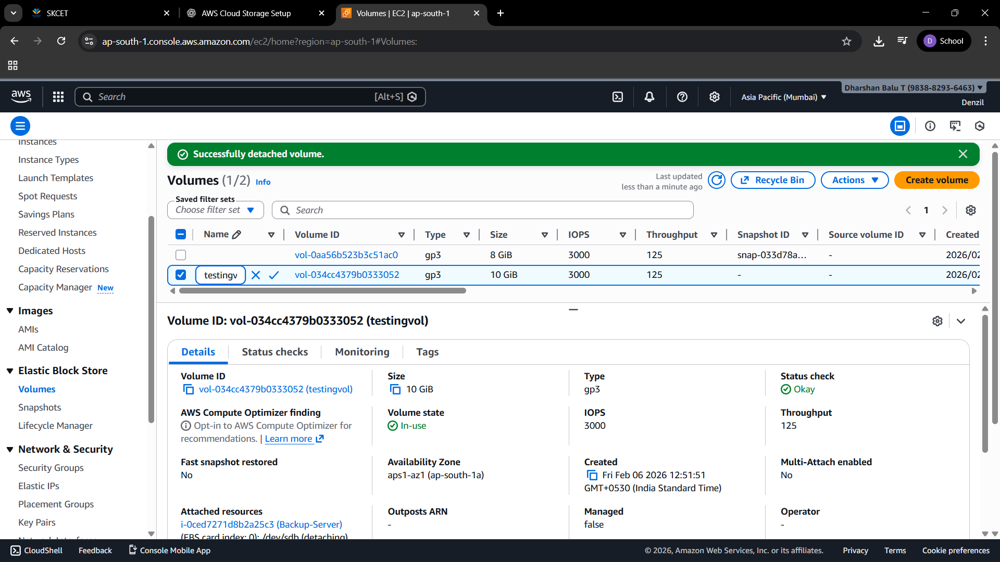 SKCET
AWS Cloud Storage Setup
Volumes | EC2 | ap-south-1
ap-south-1.console.aws.amazon.com/ec2/home?region=ap-south-1#Volumes:
D School
aws
Search [Alt+S]
Asia Pacific (Mumbai)
Dharshan Balu T (9838-8293-6463)
Denzil
Instances
Instance Types
Launch Templates
Spot Requests
Savings Plans
Reserved Instances
Dedicated Hosts
Capacity Reservations
Capacity Manager New
Images
AMIs
AMI Catalog
Elastic Block Store
Volumes
Snapshots
Lifecycle Manager
Network & Security
Security Groups
Elastic IPs
Placement Groups
Key Pairs
Successfully detached volume.
Volumes (1/2) Info
Last updated
less than a minute ago
Recycle Bin
Actions
Create volume
Saved filter sets
Choose filter set
Search
1
Name Volume ID Type Size IOPS Throughput Snapshot ID Source volume ID Created
vol-0aa56b523b3c51ac0 gp3 8 GiB 3000 125 snap-033d78a... - 2026/02
testingv vol-034cc4379b0333052 gp3 10 GiB 3000 125 - - 2026/02
Volume ID: vol-034cc4379b0333052 (testingvol)
Details Status checks Monitoring Tags
Volume ID
vol-034cc4379b0333052 (testingvol)
Size
10 GiB
Type
gp3
Status check
Okay
AWS Compute Optimizer finding
Opt-in to AWS Compute Optimizer for
recommendations. | Learn more
Volume state
In-use
IOPS
3000
Throughput
125
Fast snapshot restored
No
Availability Zone
aps1-az1 (ap-south-1a)
Created
Fri Feb 06 2026 12:51:51
GMT+0530 (India Standard Time)
Multi-Attach enabled
No
Attached resources
i-0ced7271d8b2a25c3 (Backup-Server)
(EBS card index: 0): /dev/sdb (detaching)
Outposts ARN
-
Managed
false
Operator
-
CloudShell Feedback Console Mobile App
© 2026, Amazon Web Services, Inc. or its affiliates. Privacy Terms Cookie preferences